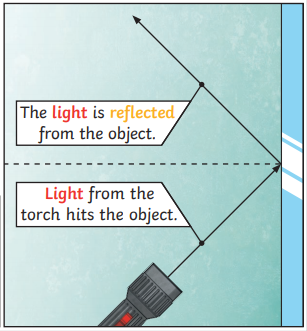 The light is reflected
from the object.
Light from the
torch hits the object.